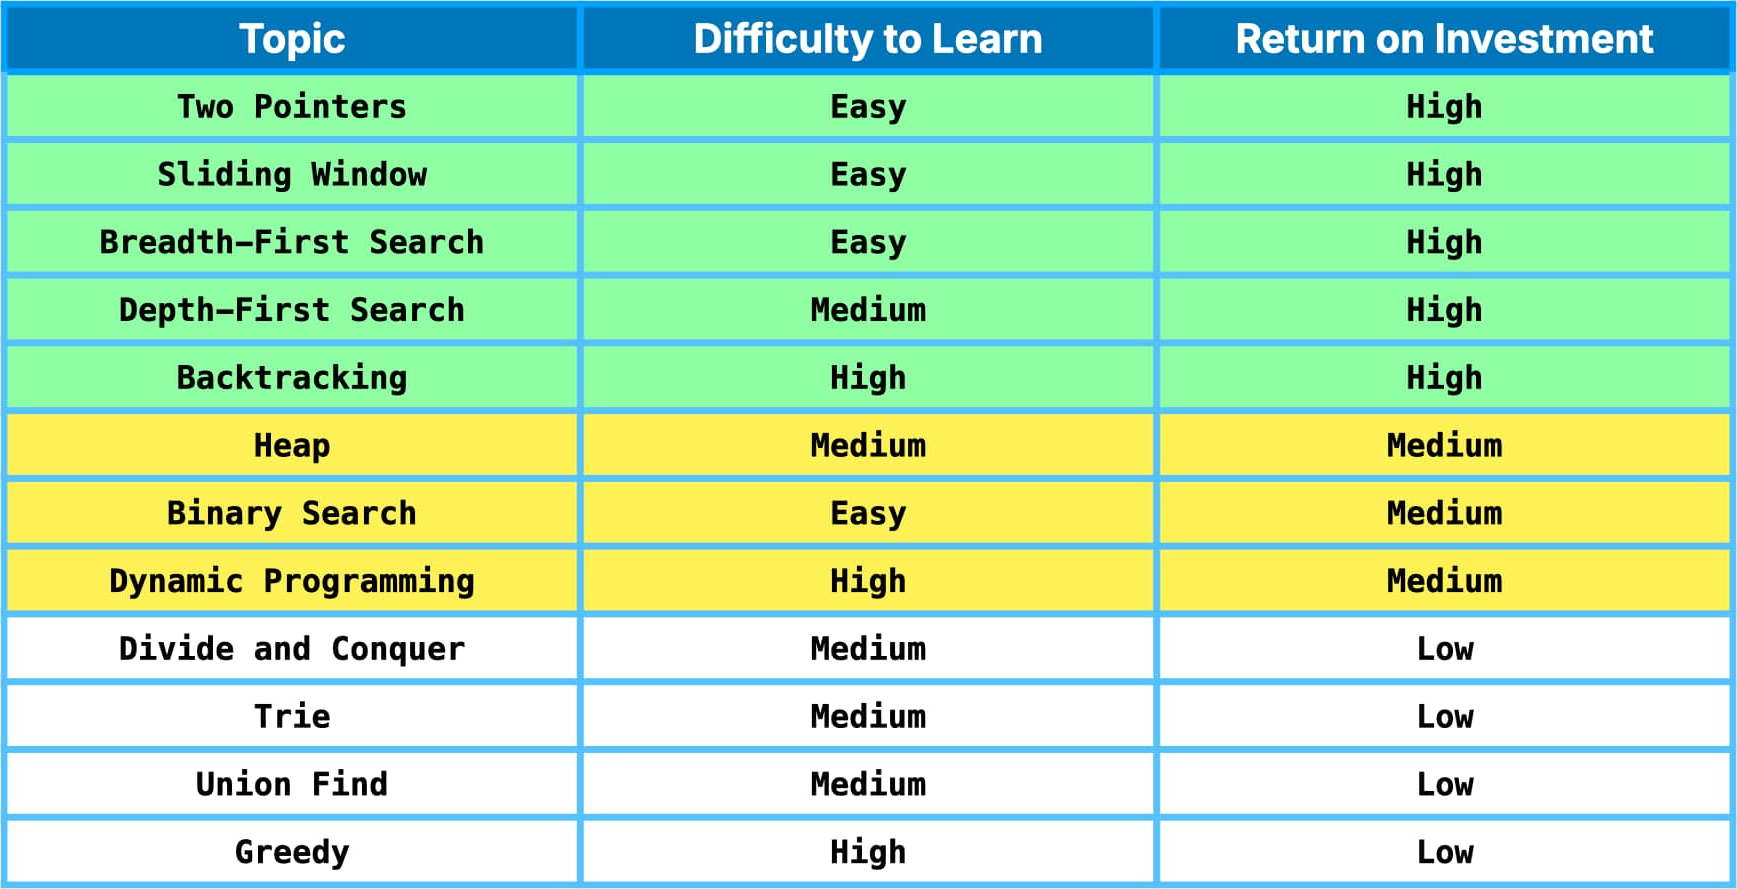 Topic Difficulty to Learn Return on Investment
Two Pointers Easy High
Sliding Window Easy High
Breadth-First Search Easy High
Depth-First Search Medium High
Backtracking High High
Heap Medium Medium
Binary Search Easy Medium
Dynamic Programming High Medium
Divide and Conquer Medium Low
Trie Medium Low
Union Find Medium Low
Greedy High Low